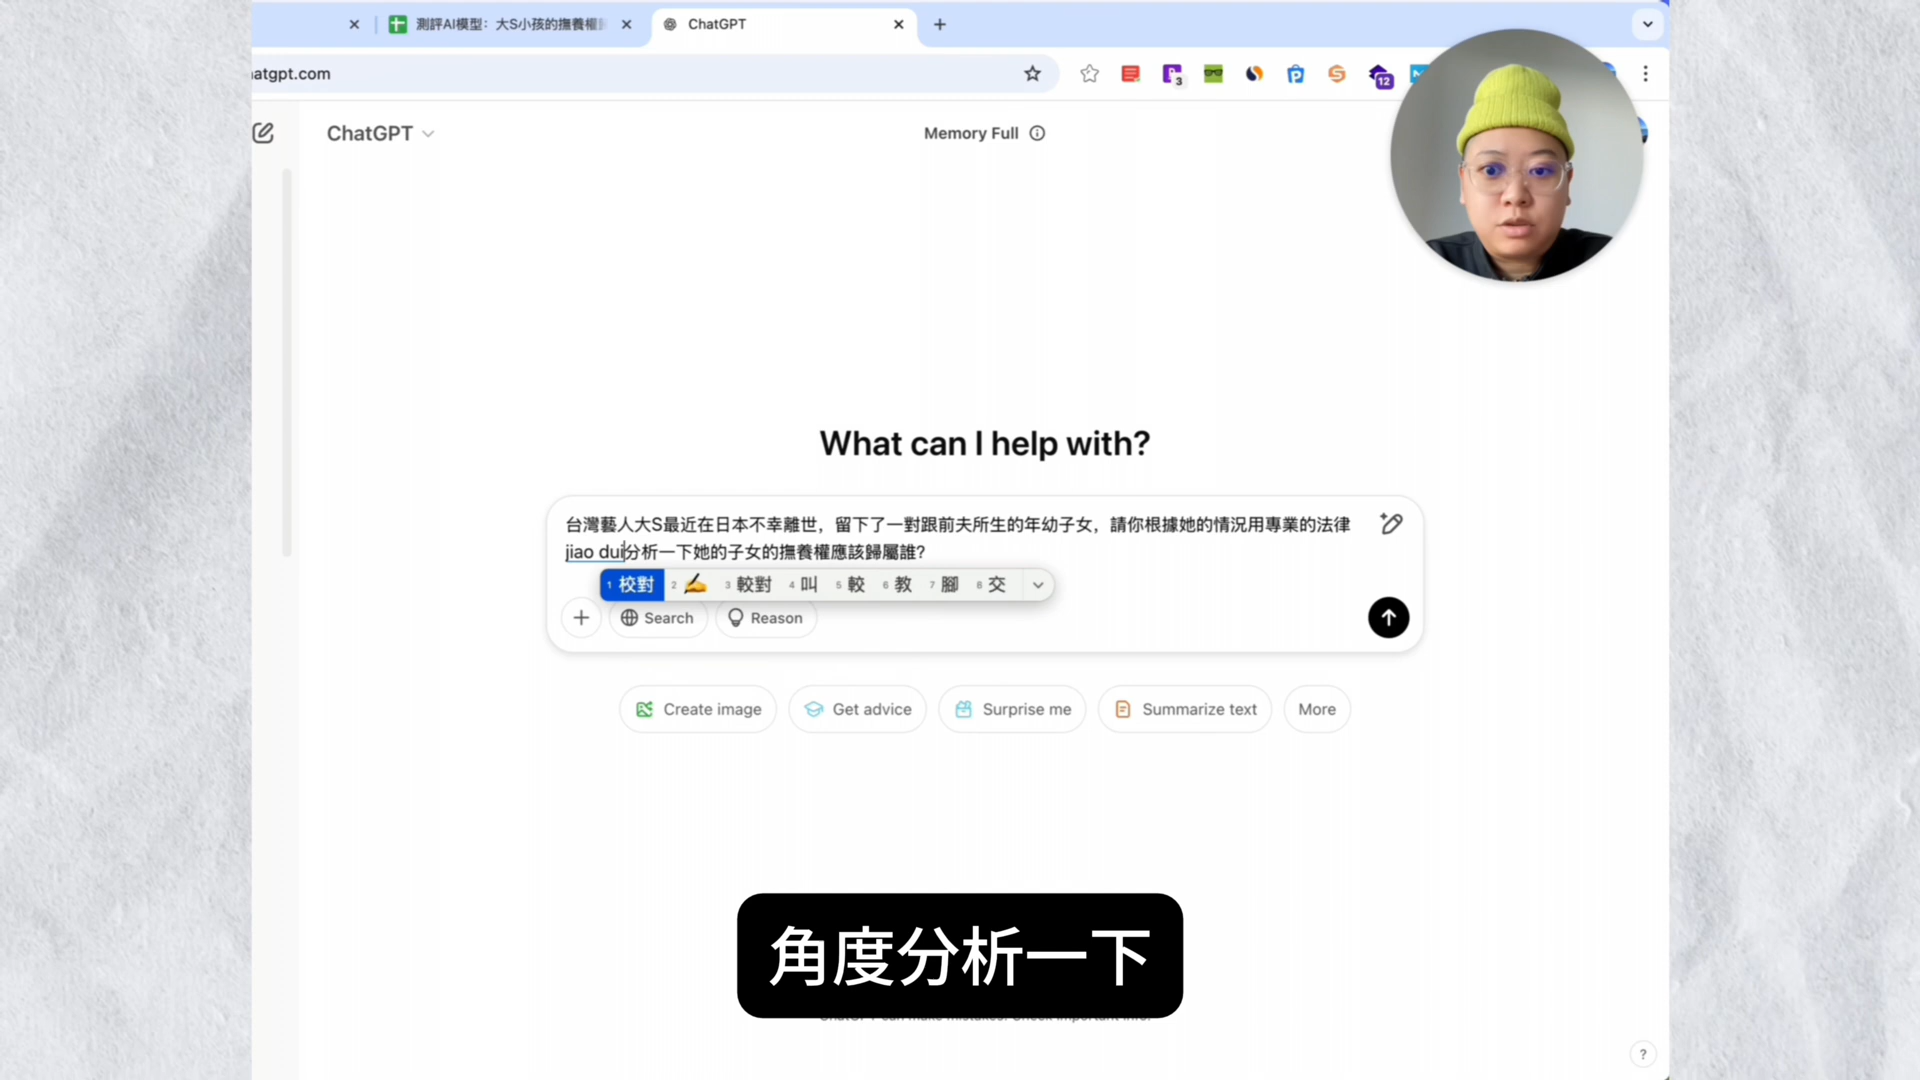 測評AI模型：大S小孩的撫養權
ChatGPT
atgpt.com
3
12
ChatGPT
Memory Full
What can I help with?
台灣藝人大S最近在日本不幸離世，留下了一對跟前夫所生的年幼子女，請你根據她的情況用專業的法律
jiao dui分析一下她的子女的撫養權應該歸屬誰?
1 校對 2 ✍️ 3 較對 4 叫 5 較 6 教 7 腳 8 交
Search
Reason
Create image
Get advice
Surprise me
Summarize text
More
角度分析一下
?